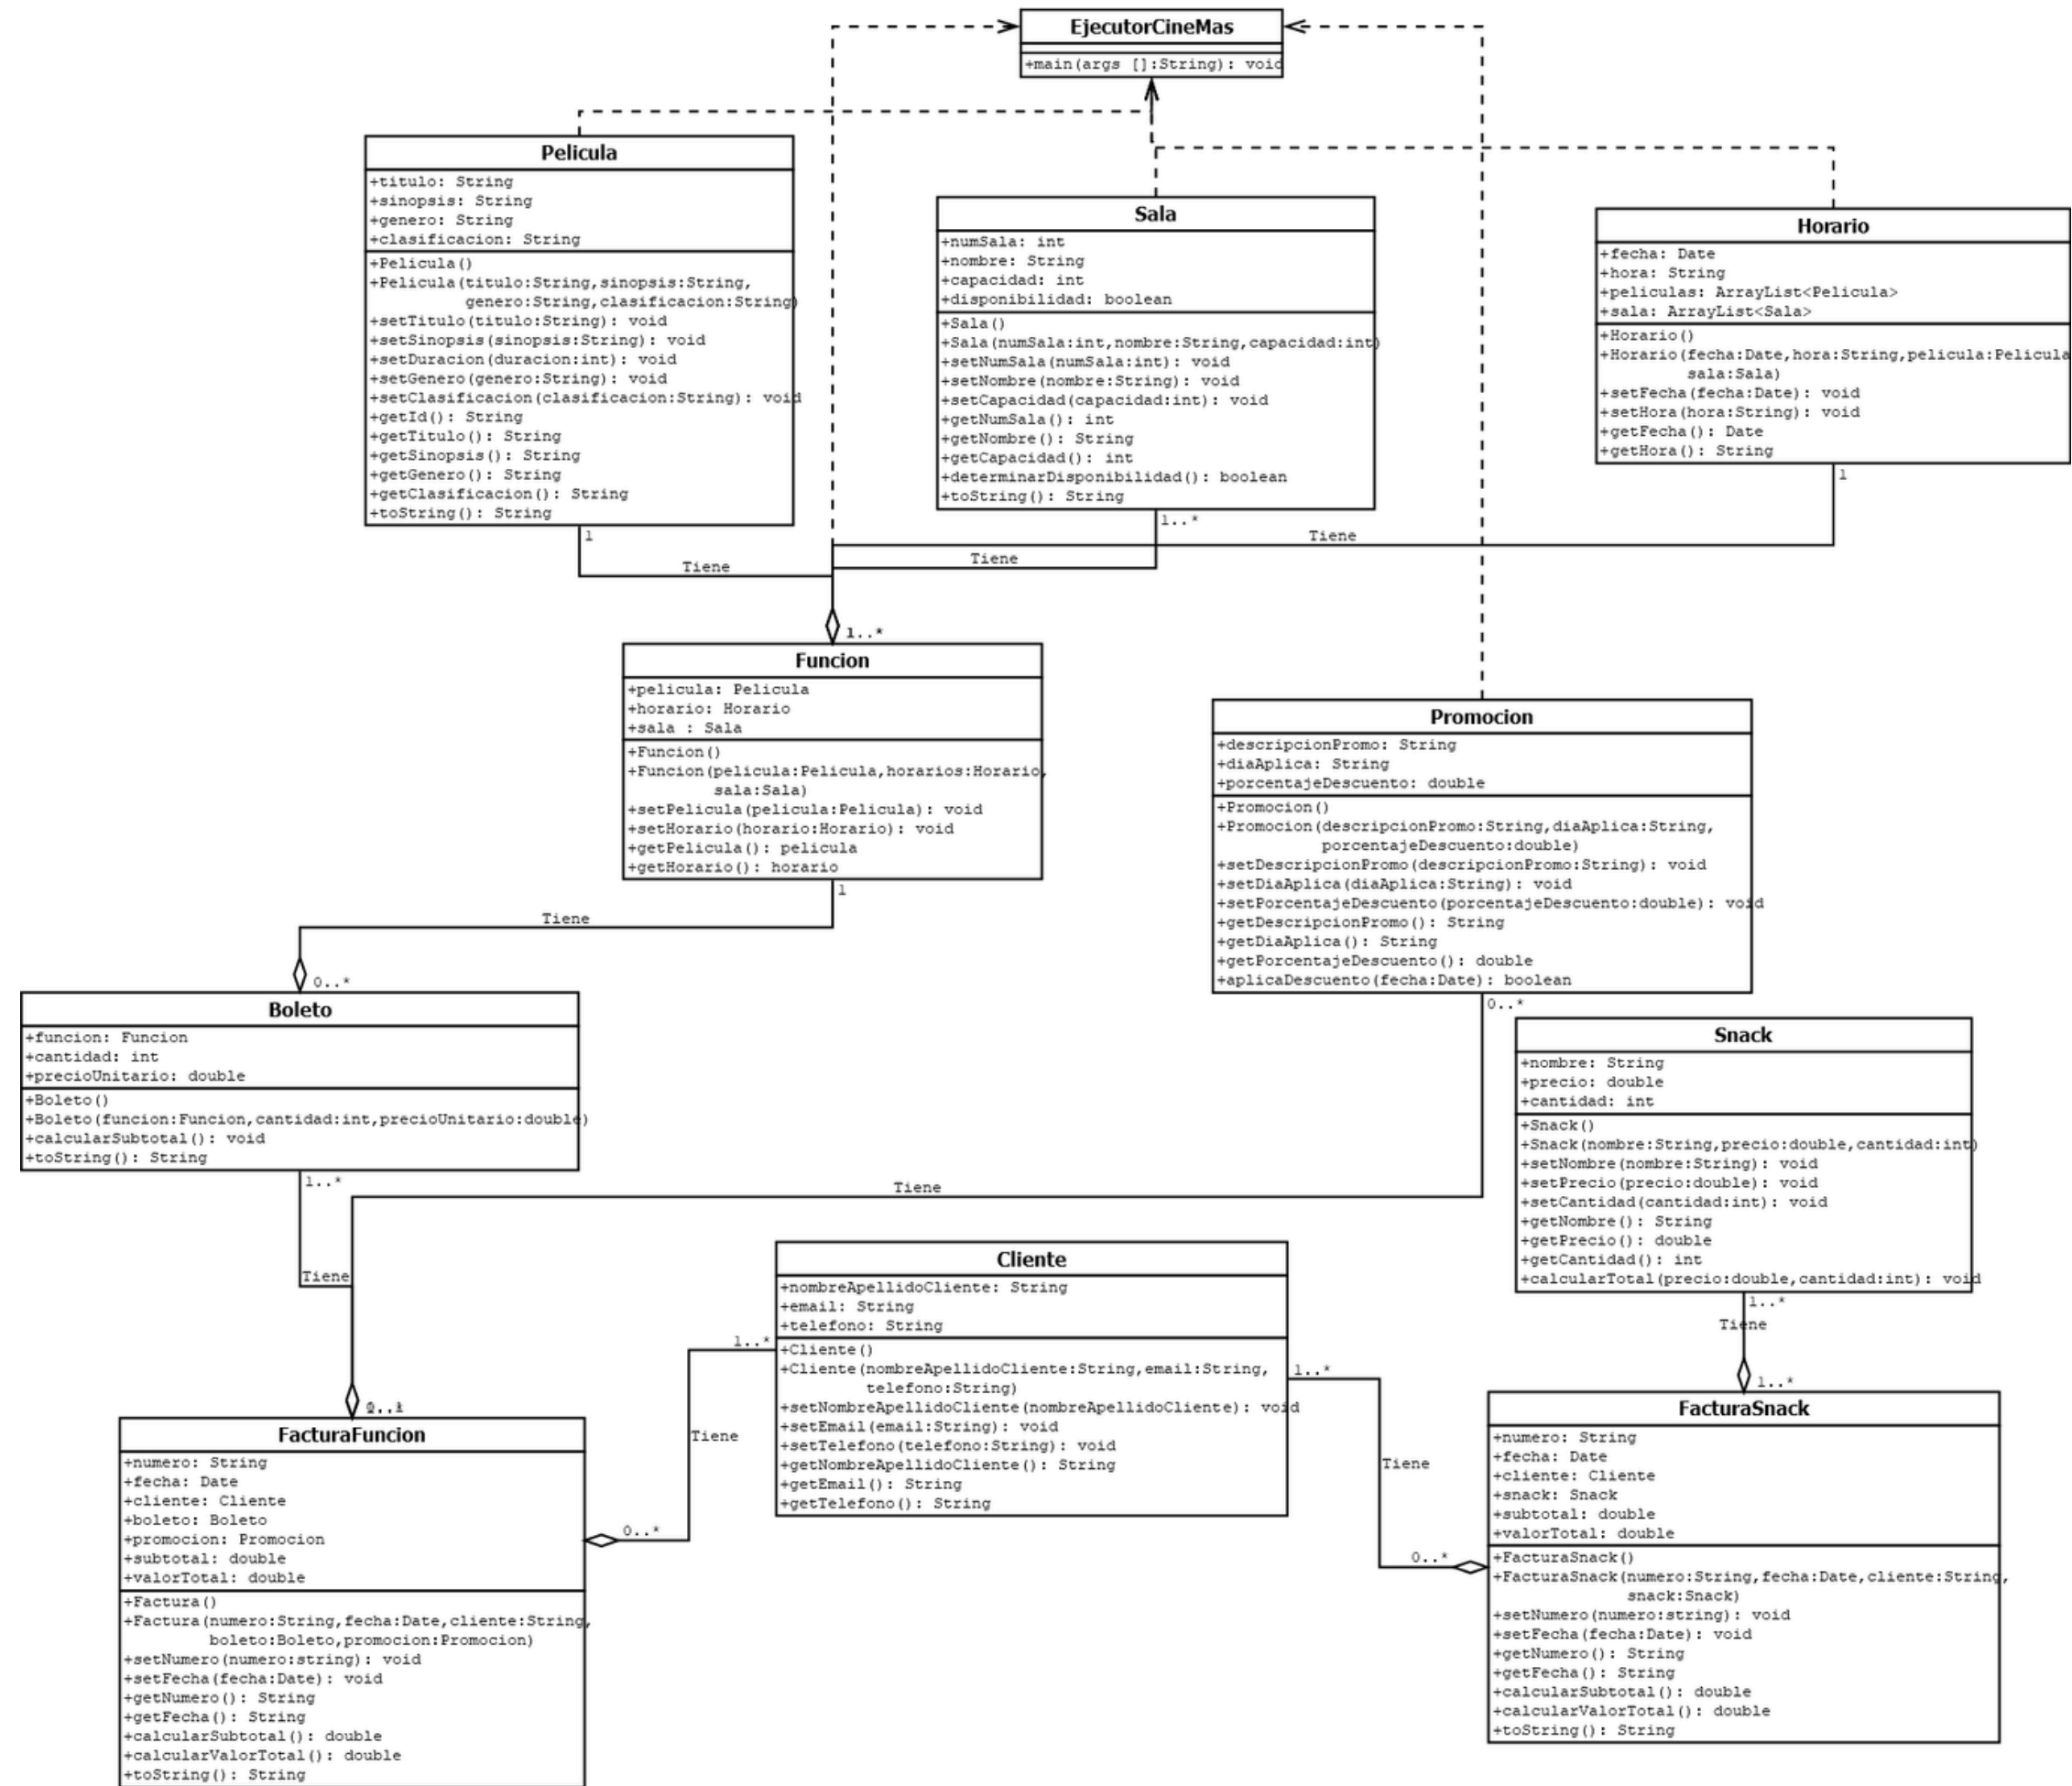 EjecutorCineMas
+main(args []:String): void
Pelicula
+titulo: String
+sinopsis: String
+genero: String
+clasificacion: String
+Pelicula()
+Pelicula(titulo:String,sinopsis:String,
genero:String,clasificacion:String)
+setTitulo(titulo:String): void
+setSinopsis(sinopsis:String): void
+setDuracion(duracion:int): void
+setGenero(genero:String): void
+setClasificacion(clasificacion:String): void
+getId(): String
+getTitulo(): String
+getSinopsis(): String
+getGenero(): String
+getClasificacion(): String
+toString(): String
Sala
+numSala: int
+nombre: String
+capacidad: int
+disponibilidad: boolean
+Sala()
+Sala(numSala:int,nombre:String,capacidad:int)
+setNumSala(numSala:int): void
+setNombre(nombre:String): void
+setCapacidad(capacidad:int): void
+getNumSala(): int
+getNombre(): String
+getCapacidad(): int
+determinarDisponibilidad(): boolean
+toString(): String
Horario
+fecha: Date
+hora: String
+peliculas: ArrayList<Pelicula>
+sala: ArrayList<Sala>
+Horario()
+Horario(fecha:Date,hora:String,pelicula:Pelicula
sala:Sala)
+setFecha(fecha:Date): void
+setHora(hora:String): void
+getFecha(): Date
+getHora(): String
1
1..*
1
Tiene
Tiene
Tiene
1..*
Funcion
+pelicula: Pelicula
+horario: Horario
+sala : Sala
+Funcion()
+Funcion(pelicula:Pelicula,horarios:Horario,
sala:Sala)
+setPelicula(pelicula:Pelicula): void
+setHorario(horario:Horario): void
+getPelicula(): pelicula
+getHorario(): horario
1
Tiene
0..*
Promocion
+descripcionPromo: String
+diaAplica: String
+porcentajeDescuento: double
+Promocion()
+Promocion(descripcionPromo:String,diaAplica:String,
porcentajeDescuento:double)
+setDescripcionPromo(descripcionPromo:String): void
+setDiaAplica(diaAplica:String): void
+setPorcentajeDescuento(porcentajeDescuento:double): void
+getDescripcionPromo(): String
+getDiaAplica(): String
+getPorcentajeDescuento(): double
+aplicaDescuento(fecha:Date): boolean
0..*
Boleto
+funcion: Funcion
+cantidad: int
+precioUnitario: double
+Boleto()
+Boleto(funcion:Funcion,cantidad:int,precioUnitario:double)
+calcularSubtotal(): void
+toString(): String
1..*
Tiene
Tiene
Snack
+nombre: String
+precio: double
+cantidad: int
+Snack()
+Snack(nombre:String,precio:double,cantidad:int)
+setNombre(nombre:String): void
+setPrecio(precio:double): void
+setCantidad(cantidad:int): void
+getNombre(): String
+getPrecio(): double
+getCantidad(): int
+calcularTotal(precio:double,cantidad:int): void
1..*
Tiene
1..*
Cliente
+nombreApellidoCliente: String
+email: String
+telefono: String
+Cliente()
+Cliente(nombreApellidoCliente:String,email:String,
telefono:String)
+setNombreApellidoCliente(nombreApellidoCliente): void
+setEmail(email:String): void
+setTelefono(telefono:String): void
+getNombreApellidoCliente(): String
+getEmail(): String
+getTelefono(): String
1..*
Tiene
0..*
1..*
Tiene
0..*
FacturaFuncion
+numero: String
+fecha: Date
+cliente: Cliente
+boleto: Boleto
+promocion: Promocion
+subtotal: double
+valorTotal: double
+Factura()
+Factura(numero:String,fecha:Date,cliente:String,
boleto:Boleto,promocion:Promocion)
+setNumero(numero:string): void
+setFecha(fecha:Date): void
+getNumero(): String
+getFecha(): String
+calcularSubtotal(): double
+calcularValorTotal(): double
+toString(): String
FacturaSnack
+numero: String
+fecha: Date
+cliente: Cliente
+snack: Snack
+subtotal: double
+valorTotal: double
+FacturaSnack()
+FacturaSnack(numero:String,fecha:Date,cliente:String,
snack:Snack)
+setNumero(numero:string): void
+setFecha(fecha:Date): void
+getNumero(): String
+getFecha(): String
+calcularSubtotal(): double
+calcularValorTotal(): double
+toString(): String